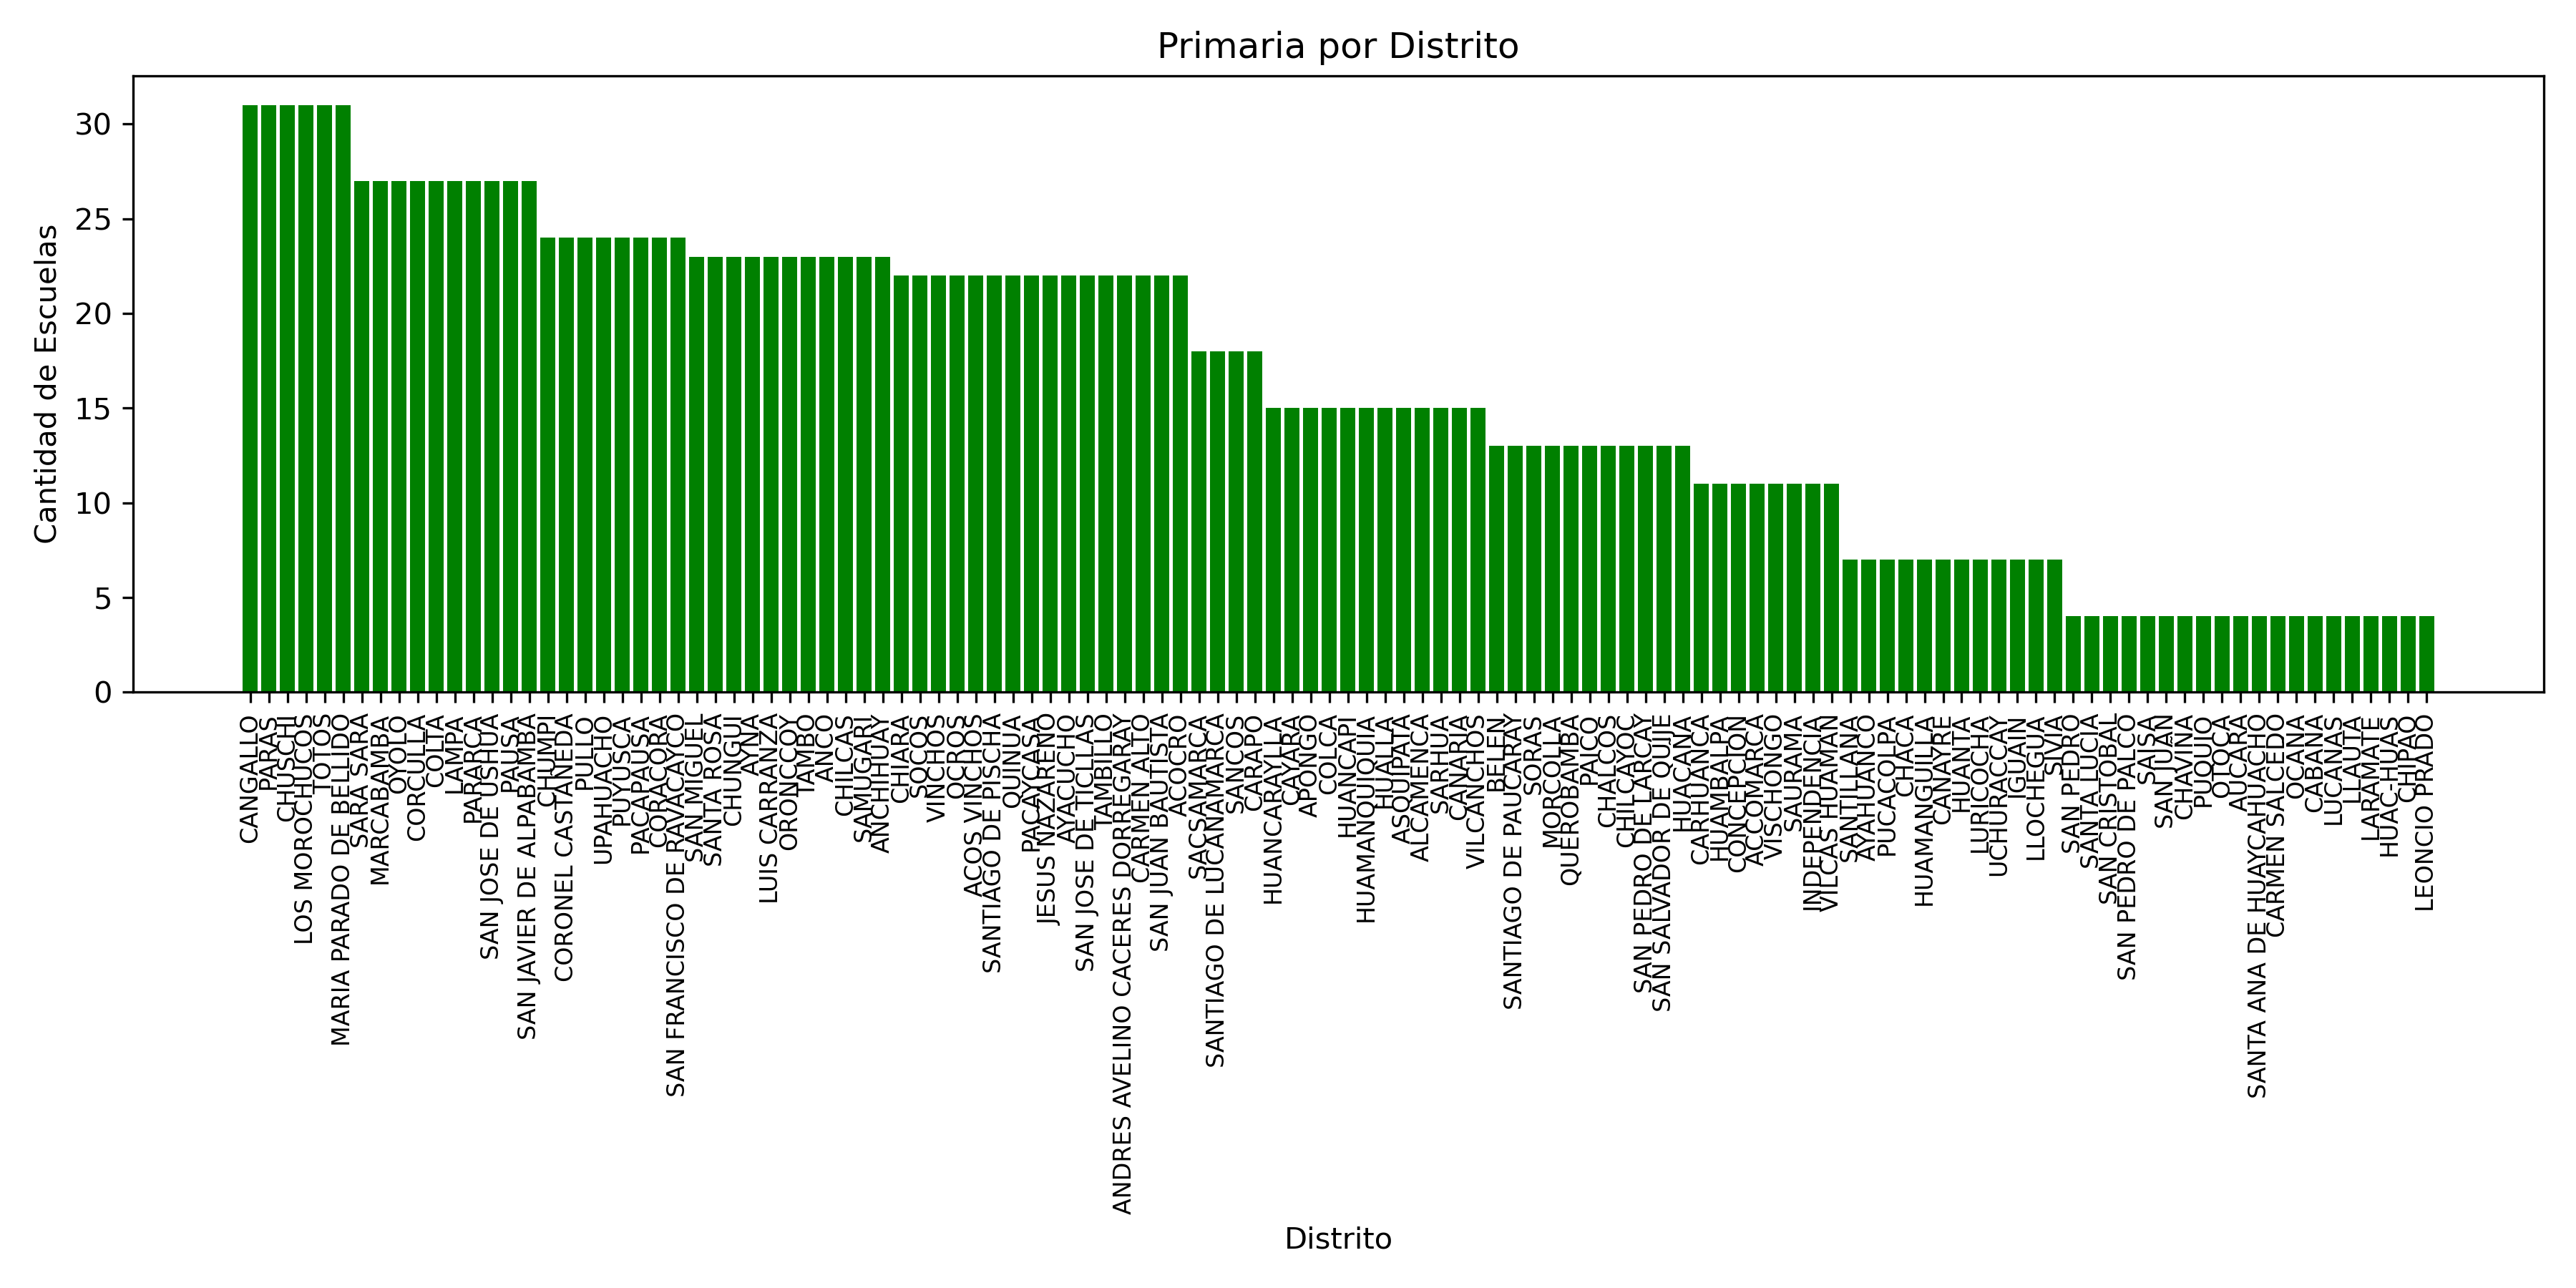 Primaria por Distrito
Cantidad de Escuelas
30
25
20
15
10
5
0
CANGALLO
PARAS
CHUSCHI
LOS MOROCHUCOS
TOTOS
MARIA PARADO DE BELLIDO
SARA SARA
MARCABAMBA
OYOLO
CORCULLA
COLTA
LAMPA
PARARCA
SAN JOSE DE USHUA
PAUSA
SAN JAVIER DE ALPABAMBA
CHUMPI
CORONEL CASTANEDA
PULLO
UPAHUACHO
PUYUSCA
PACAPAUSA
CORACORA
SAN FRANCISCO DE RAVACAYCO
SAN MIGUEL
SANTA ROSA
CHUNGUI
AYNA
LUIS CARRANZA
ORONCCOY
TAMBO
ANCO
CHILCAS
SAMUGARI
ANCHIHUAY
CHIARA
SOCOS
VINCHOS
OCROS
ACOS VINCHOS
SANTIAGO DE PISCHA
QUINUA
PACAYCASA
JESUS NAZARENO
AYACUCHO
SAN JOSE DE TICLLAS
TAMBILLO
ANDRES AVELINO CACERES DORREGARAY
CARMEN ALTO
SAN JUAN BAUTISTA
ACOCRO
SACSAMARCA
SANTIAGO DE LUCANAMARCA
SANCOS
CARAPO
HUANCARAYLLA
CAYARA
APONGO
COLCA
HUANCAPI
HUAMANQUIQUIA
HUALLA
ASQUIPATA
ALCAMENCA
SARHUA
CANARIA
VILCANCHOS
BELEN
SANTIAGO DE PAUCARAY
SORAS
MORCOLLA
QUEROBAMBA
PAICO
CHALCOS
CHILCAYOC
SAN PEDRO DE LARCAY
SAN SALVADOR DE QUIJE
HUACANA
CARHUANCA
HUAMBALPA
CONCEPCION
ACCOMARCA
VISCHONGO
SAURAMA
INDEPENDENCIA
VILCAS HUAMAN
SANTILLANA
AYAHUANCO
PUCACOLPA
CHACA
HUAMANGUILLA
CANAYRE
HUANTA
LURICOCHA
UCHURACCAY
IGUAIN
LLOCHEGUA
SIVIA
SAN PEDRO
SANTA LUCIA
SAN CRISTOBAL
SAN PEDRO DE PALCO
SAISA
SAN JUAN
CHAVINA
PUQUIO
OTOCA
AUCARA
SANTA ANA DE HUAYCAHUACHO
CARMEN SALCEDO
OCANA
CABANA
LUCANAS
LLAUTA
LARAMATE
HUAC-HUAS
CHIPAO
LEONCIO PRADO
Distrito